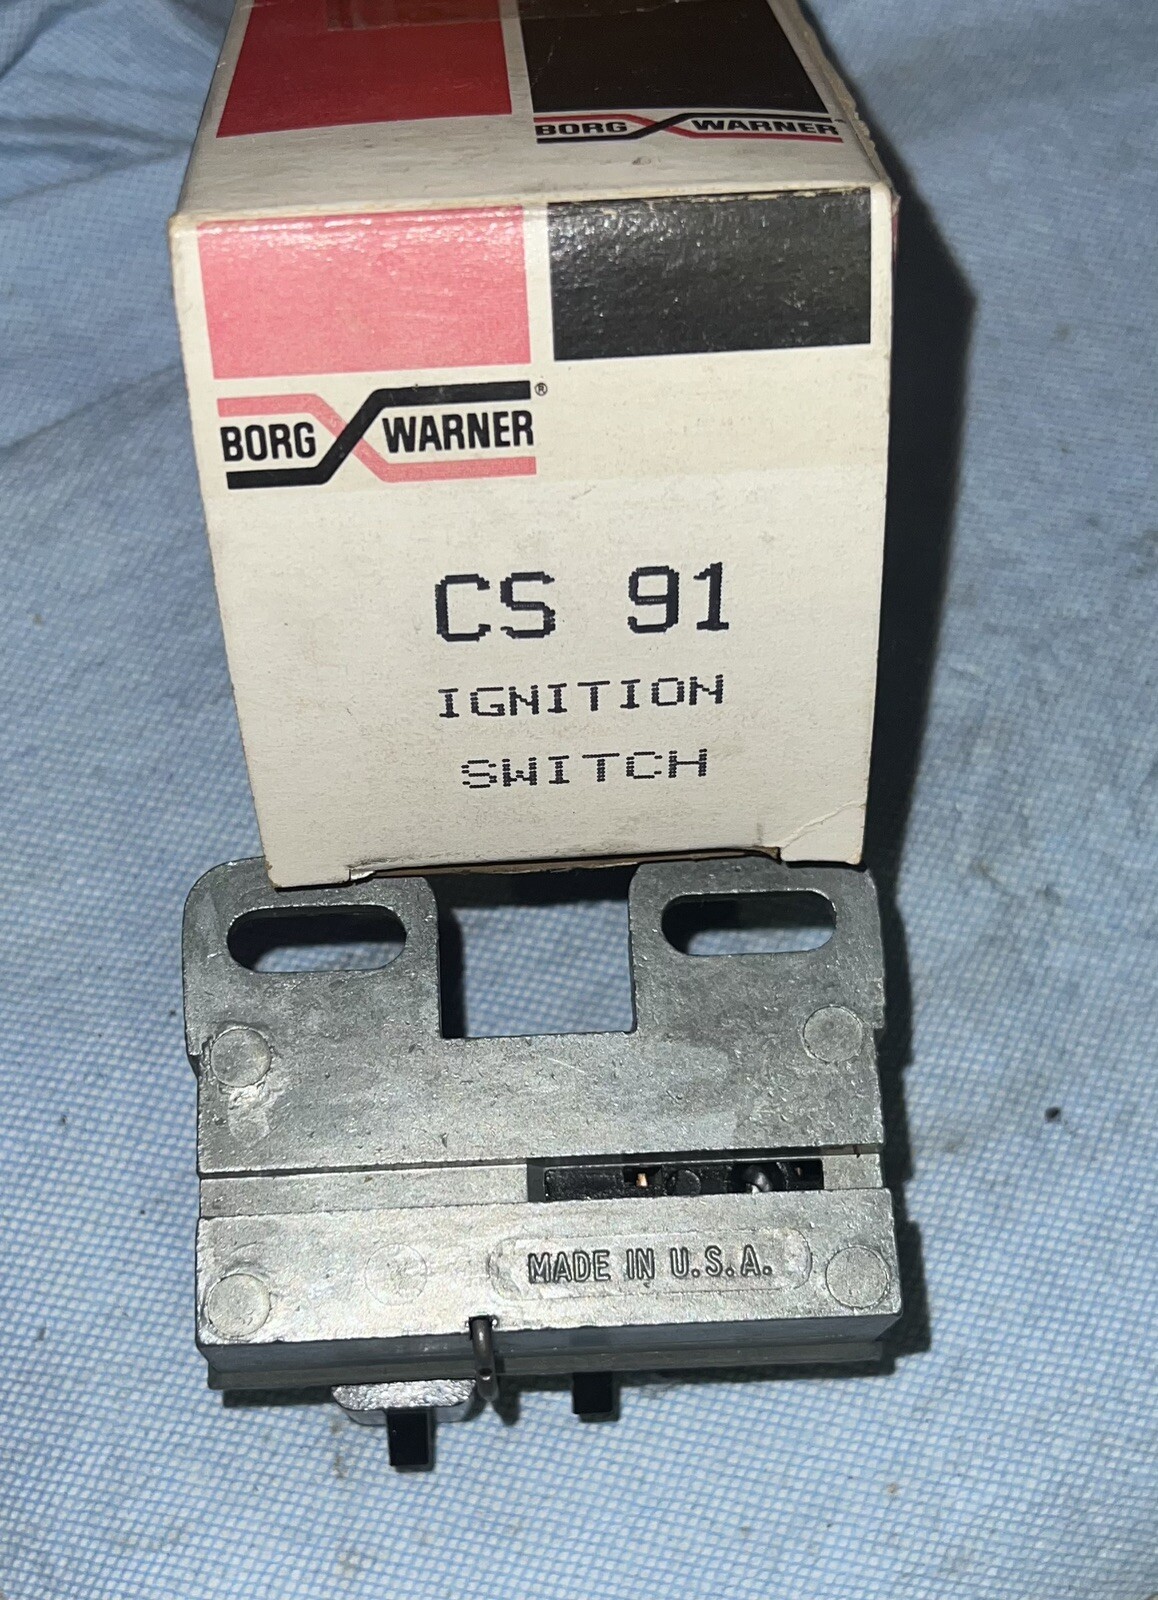 BORG WARNER
BORG WARNER®
CS 91
IGNITION
SWITCH
MADE IN U.S.A.